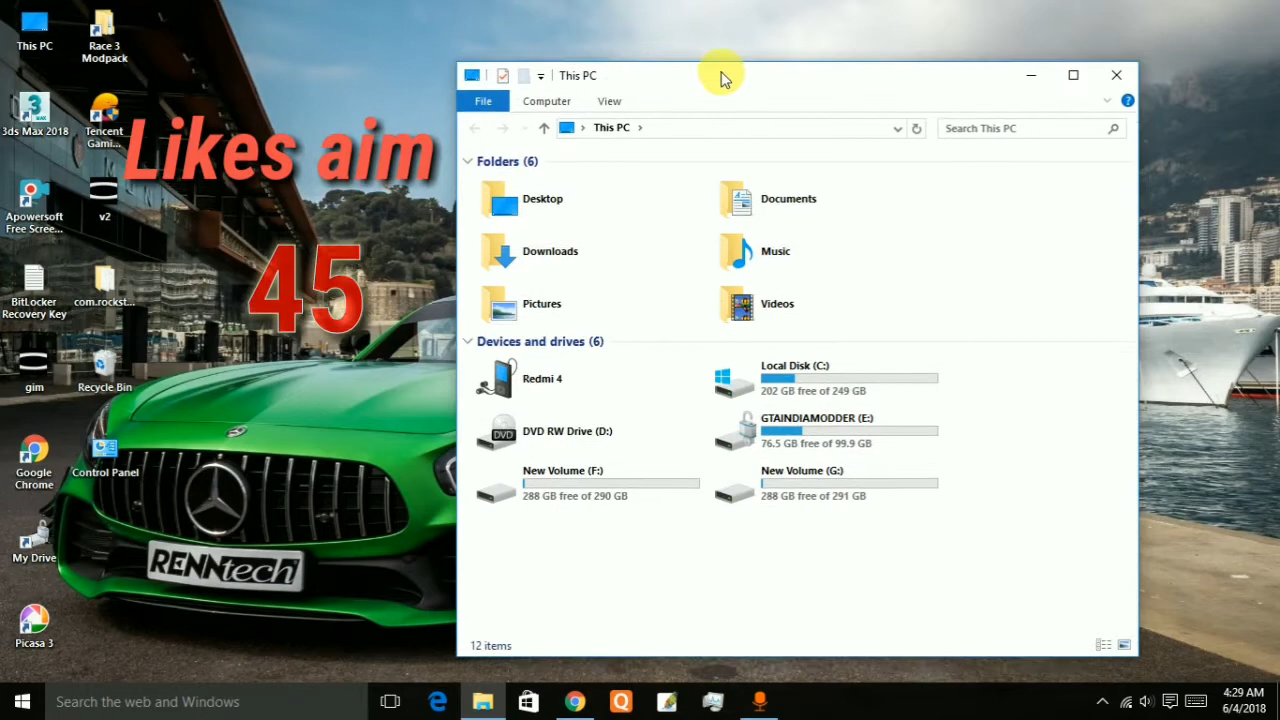 This PC
Race 3
Modpack
3ds Max 2018
Tencent
Gami...
Apowersoft
Free Scree...
v2
BitLocker
Recovery Key
com.rockst...
gim
Recycle Bin
Google
Chrome
Control Panel
My Drive
Picasa 3
Likes aim
45
RENNtech
This PC
File
Computer
View
This PC
Search This PC
Folders (6)
Desktop
Documents
Downloads
Music
Pictures
Videos
Devices and drives (6)
Redmi 4
Local Disk (C:)
202 GB free of 249 GB
DVD RW Drive (D:)
GTAINDIAMODDER (E:)
76.5 GB free of 99.9 GB
New Volume (F:)
288 GB free of 290 GB
New Volume (G:)
288 GB free of 291 GB
12 items
Search the web and Windows
4:29 AM
6/4/2018